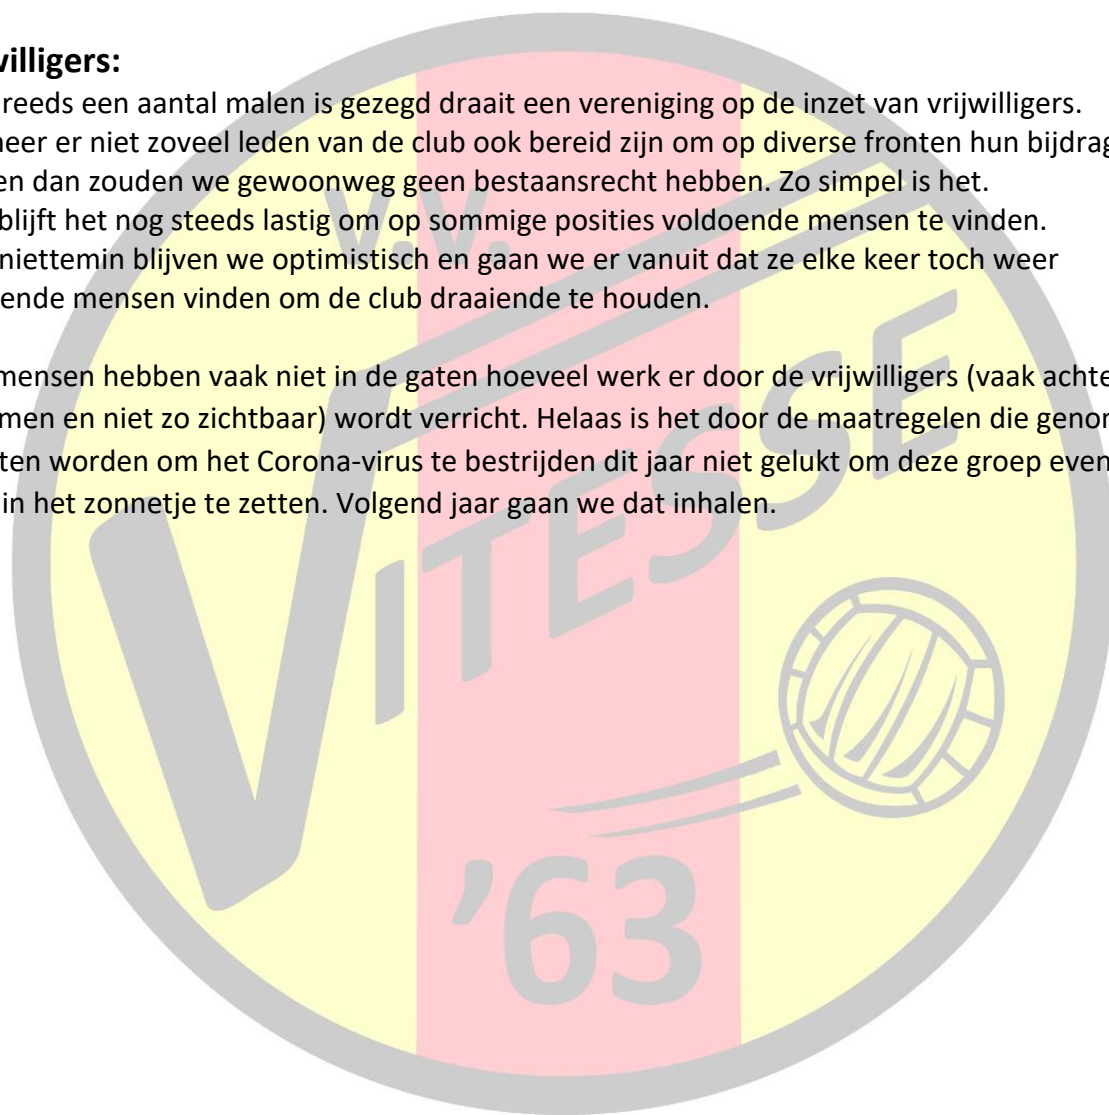 villigers:
reeds een aantal malen is gezegd draait een vereniging op de inzet van vrijwilligers.
neer er niet zoveel leden van de club ook bereid zijn om op diverse fronten hun bijdrag
en dan zouden we gewoonweg geen bestaansrecht hebben. Zo simpel is het.
blijft het nog steeds lastig om op sommige posities voldoende mensen te vinden.
niettemin blijven we optimistisch en gaan we er vanuit dat ze elke keer toch weer
ende mensen vinden om de club draaiende te houden.
mensen hebben vaak niet in de gaten hoeveel werk er door de vrijwilligers (vaak achte
men en niet zo zichtbaar) wordt verricht. Helaas is het door de maatregelen die genon
ten worden om het Corona-virus te bestrijden dit jaar niet gelukt om deze groep even
in het zonnetje te zetten. Volgend jaar gaan we dat inhalen.
V.V.
VITESSE
'63